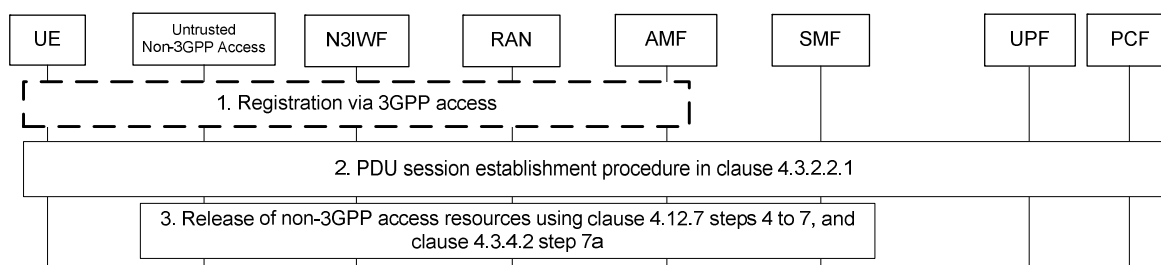 UE
Untrusted
Non-3GPP Access
N3IWF
RAN
AMF
SMF
UPF
PCF
1. Registration via 3GPP access
2. PDU session establishment procedure in clause 4.3.2.2.1
3. Release of non-3GPP access resources using clause 4.12.7 steps 4 to 7, and
clause 4.3.4.2 step 7a